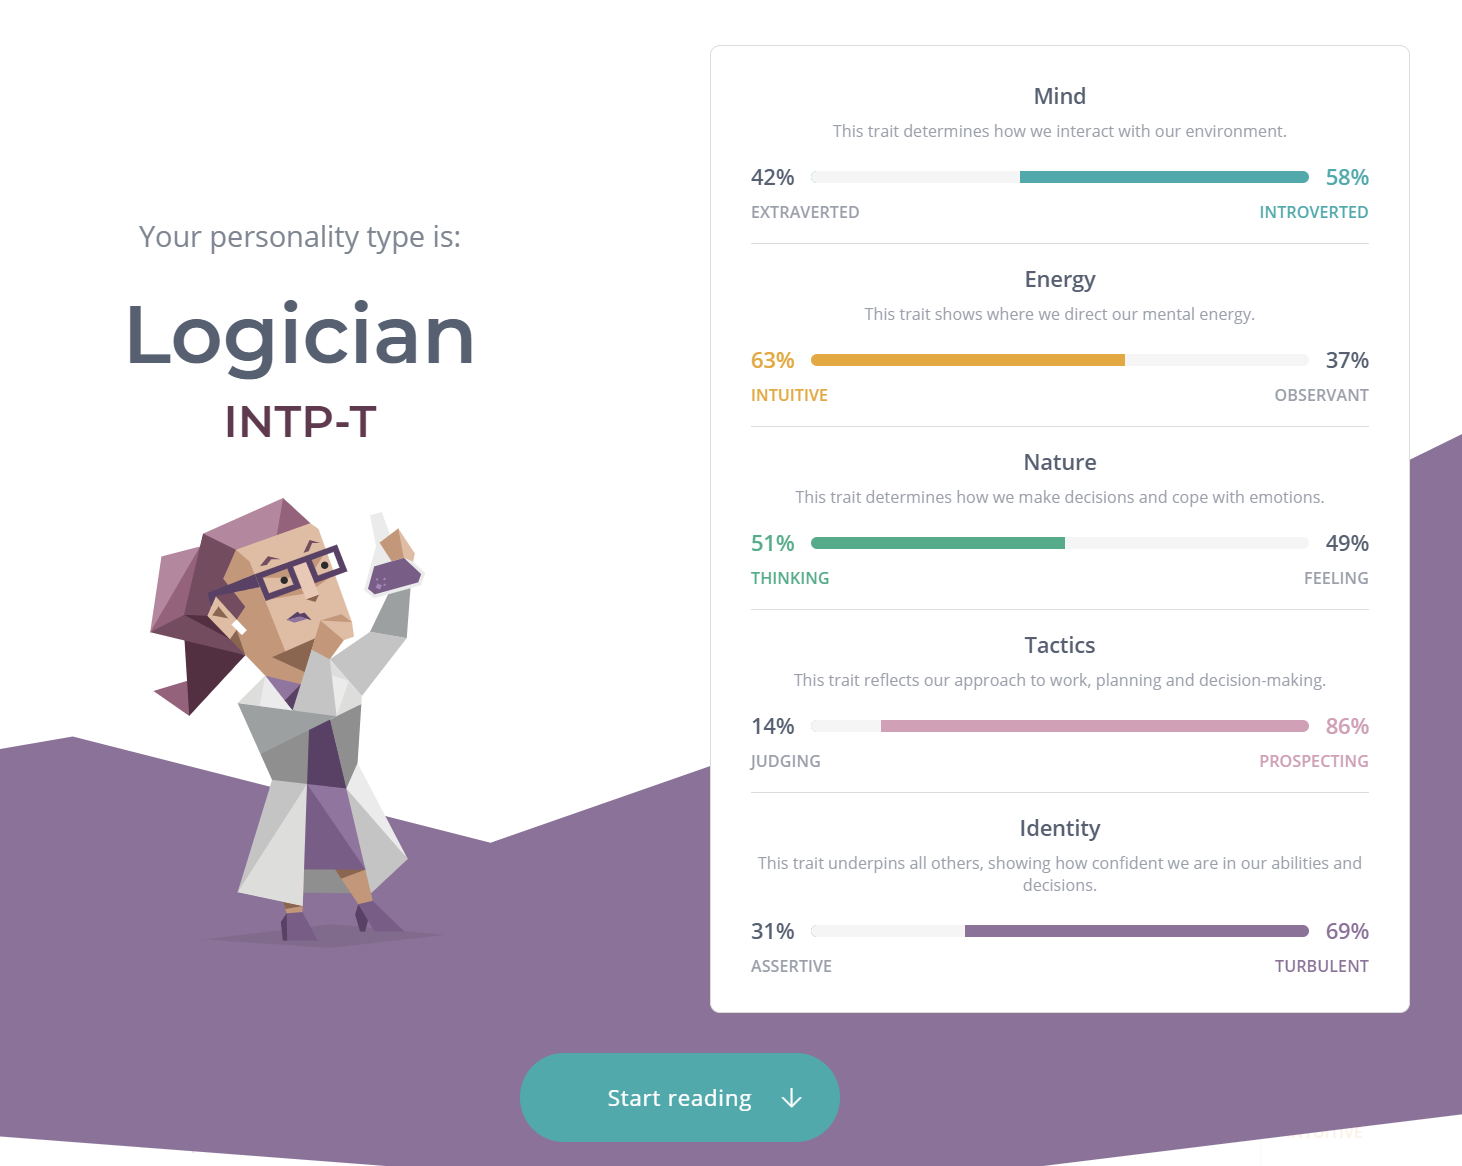 Your personality type is:
Logician
INTP-T
Mind
This trait determines how we interact with our environment.
42% 58%
EXTRAVERTED INTROVERTED
Energy
This trait shows where we direct our mental energy.
63% 37%
INTUITIVE OBSERVANT
Nature
This trait determines how we make decisions and cope with emotions.
51% 49%
THINKING FEELING
Tactics
This trait reflects our approach to work, planning and decision-making.
14% 86%
JUDGING PROSPECTING
Identity
This trait underpins all others, showing how confident we are in our abilities and
decisions.
31% 69%
ASSERTIVE TURBULENT
Start reading